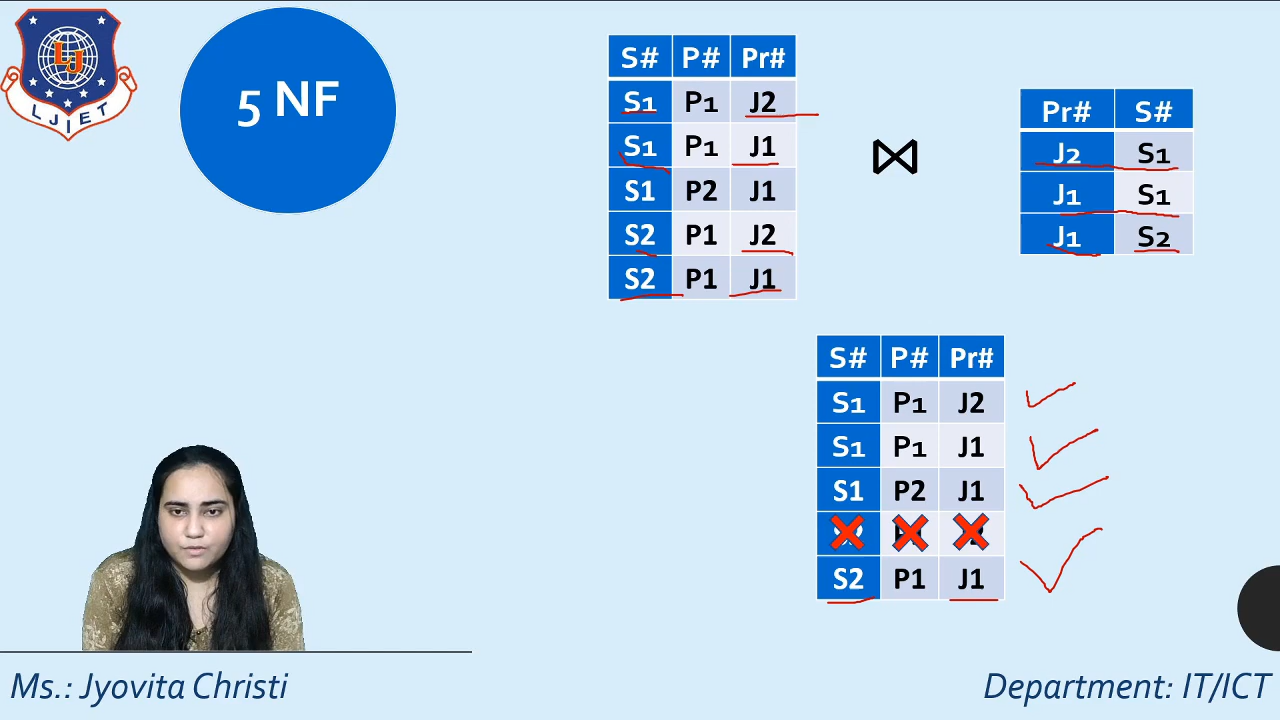 LJ
LJIET
5 NF
S# P# Pr#
S1 P1 J2
S1 P1 J1
S1 P2 J1
S2 P1 J2
S2 P1 J1
⋈
Pr# S#
J2 S1
J1 S1
J1 S2
S# P# Pr#
S1 P1 J2
S1 P1 J1
S1 P2 J1
S2 P1 J1
Ms.: Jyovita Christi
Department: IT/ICT